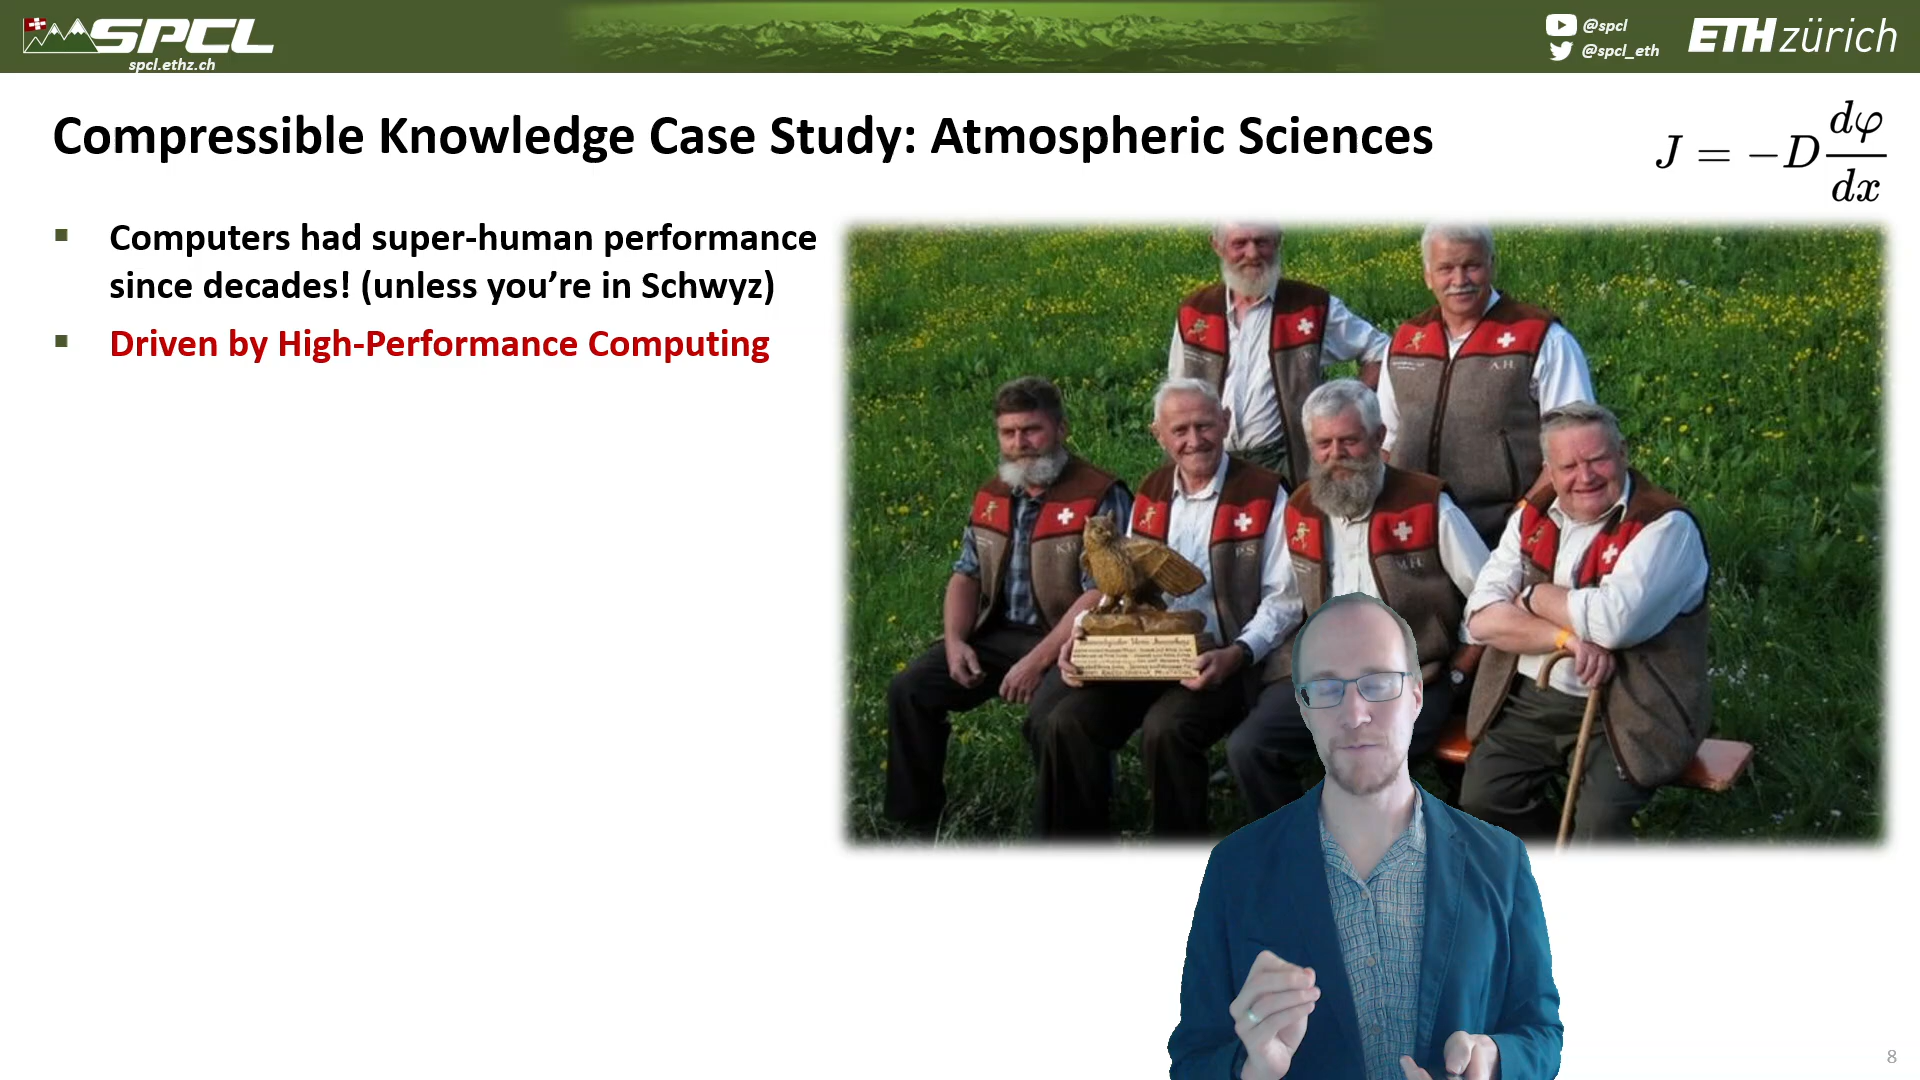 SPCL
spcl.ethz.ch
@spcl
@spcl_eth
ETH zürich
Compressible Knowledge Case Study: Atmospheric Sciences
J = −D dφ/dx
▪ Computers had super-human performance
since decades! (unless you’re in Schwyz)
▪ Driven by High-Performance Computing
A.H.
P.S
M.H.
8